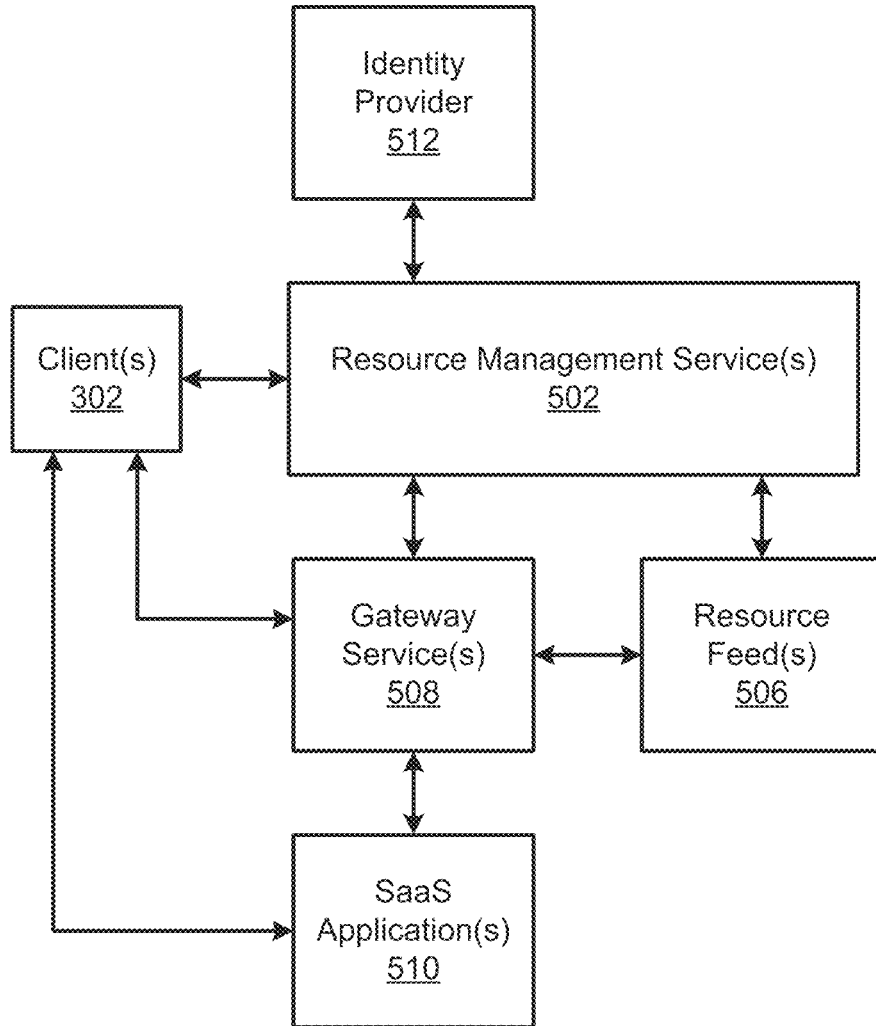 Identity
Provider
512
Client(s)
302
Resource Management Service(s)
502
Gateway
Service(s)
508
Resource
Feed(s)
506
SaaS
Application(s)
510